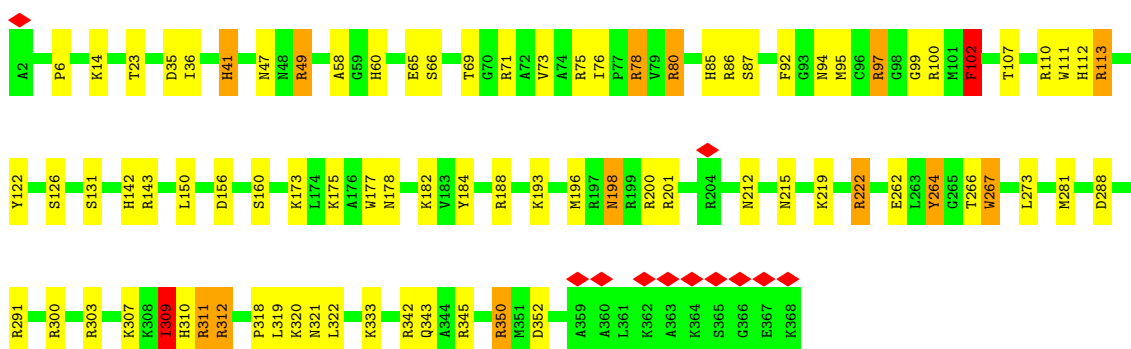 A2 P6 K14 T23 D35 I36 H41 N47 N48 R49 A58 G59 H60 E65 S66 T69 G70 R71 A72 V73 A74 R75 I76 P77 R78 V79 R80 H85 R86 S87 F92 G93 N94 M95 C96 R97 G98 G99 R100 M101 F102 T107 R110 W111 H112 R113
Y122 S126 S131 H142 R143 L150 D156 S160 K173 L174 K175 A176 W177 N178 K182 V183 Y184 R188 K193 M196 R197 N198 R199 R200 R201 R204 N212 N215 K219 R222 E262 L263 Y264 G265 T266 W267 L273 M281 D288
R291 R300 R303 K307 K308 I309 H310 R311 R312 P318 L319 K320 N321 L322 K333 R342 Q343 A344 R345 R350 M351 D352 A359 A360 L361 K362 A363 K364 S365 G366 E367 K368